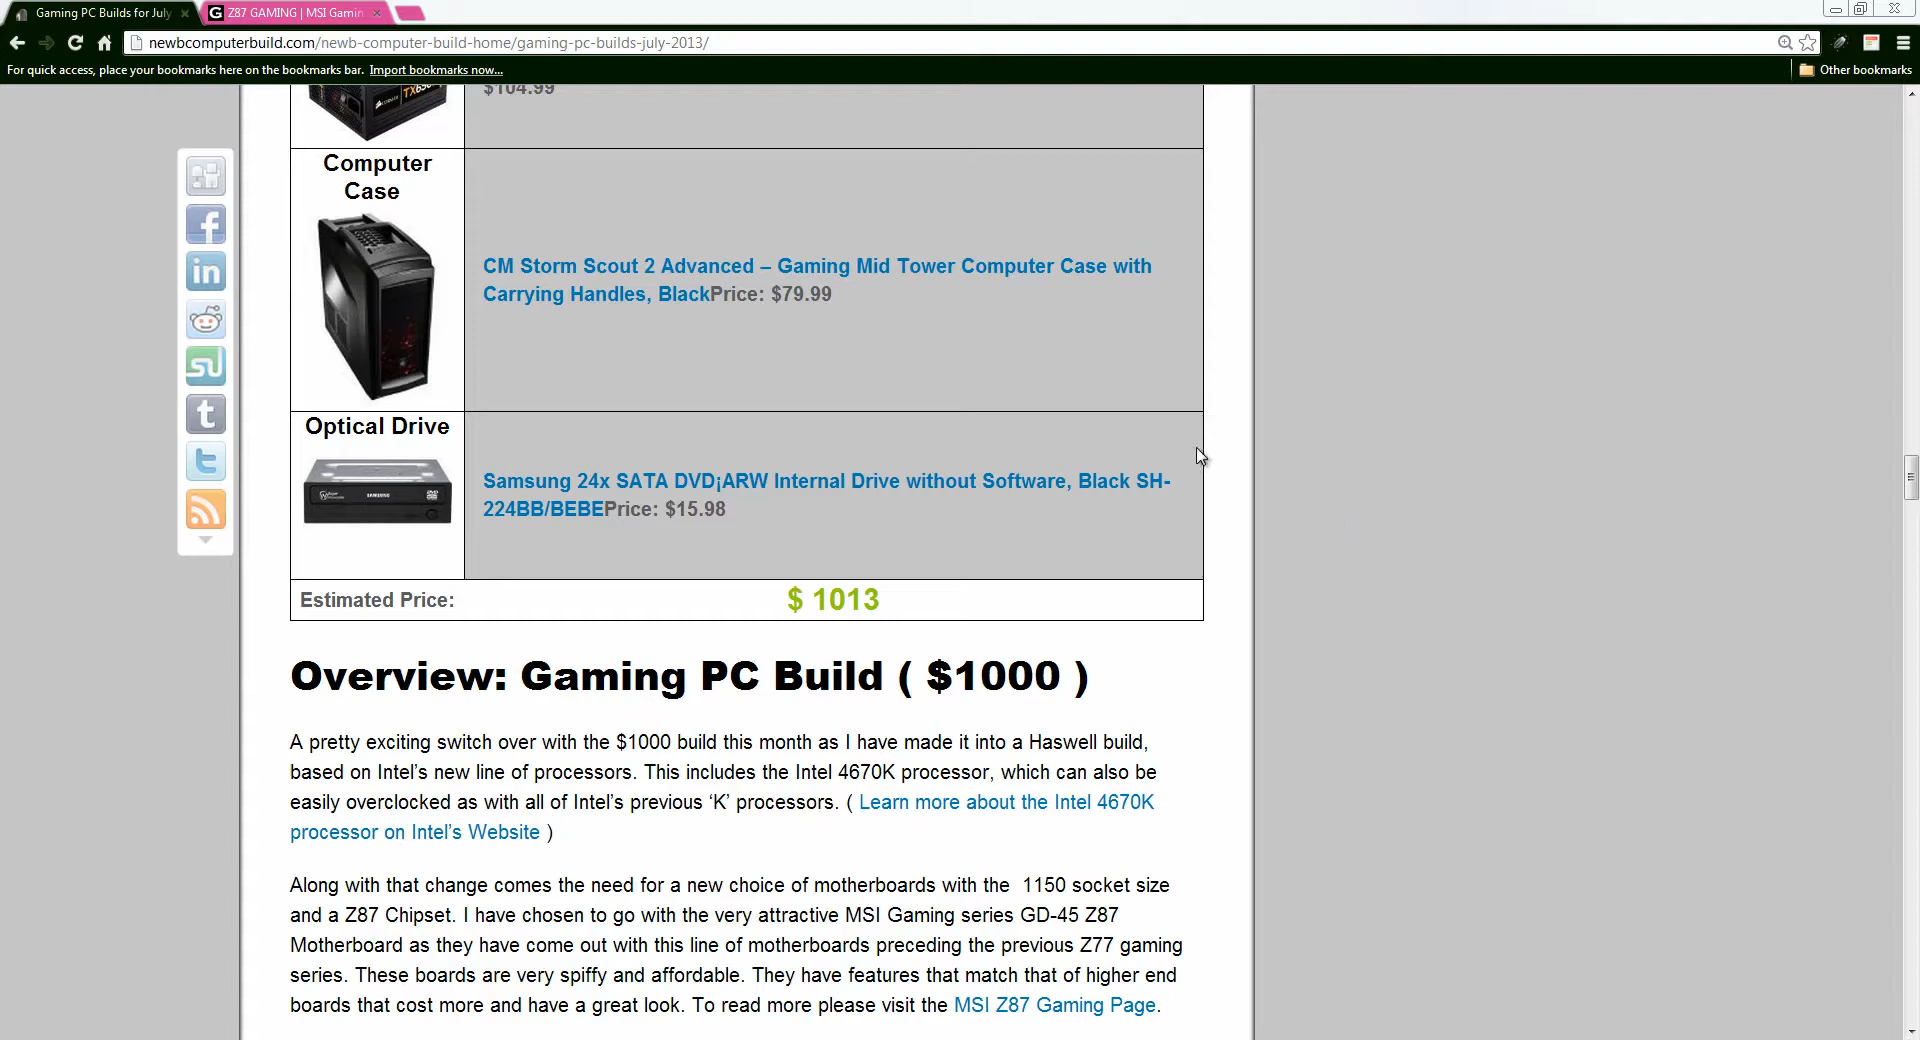 Gaming PC Builds for July
Z87 GAMING | MSI Gamin
newbcomputerbuild.com/newb-computer-build-home/gaming-pc-builds-july-2013/
For quick access, place your bookmarks here on the bookmarks bar. Import bookmarks now...
Other bookmarks
$104.99
Computer
Case
CM Storm Scout 2 Advanced – Gaming Mid Tower Computer Case with
Carrying Handles, BlackPrice: $79.99
Optical Drive
SAMSUNG
Samsung 24x SATA DVD¡ARW Internal Drive without Software, Black SH-
224BB/BEBEPrice: $15.98
Estimated Price:
$ 1013
Overview: Gaming PC Build ( $1000 )
A pretty exciting switch over with the $1000 build this month as I have made it into a Haswell build,
based on Intel’s new line of processors. This includes the Intel 4670K processor, which can also be
easily overclocked as with all of Intel’s previous ‘K’ processors. ( Learn more about the Intel 4670K
processor on Intel’s Website )
Along with that change comes the need for a new choice of motherboards with the 1150 socket size
and a Z87 Chipset. I have chosen to go with the very attractive MSI Gaming series GD-45 Z87
Motherboard as they have come out with this line of motherboards preceding the previous Z77 gaming
series. These boards are very spiffy and affordable. They have features that match that of higher end
boards that cost more and have a great look. To read more please visit the MSI Z87 Gaming Page.